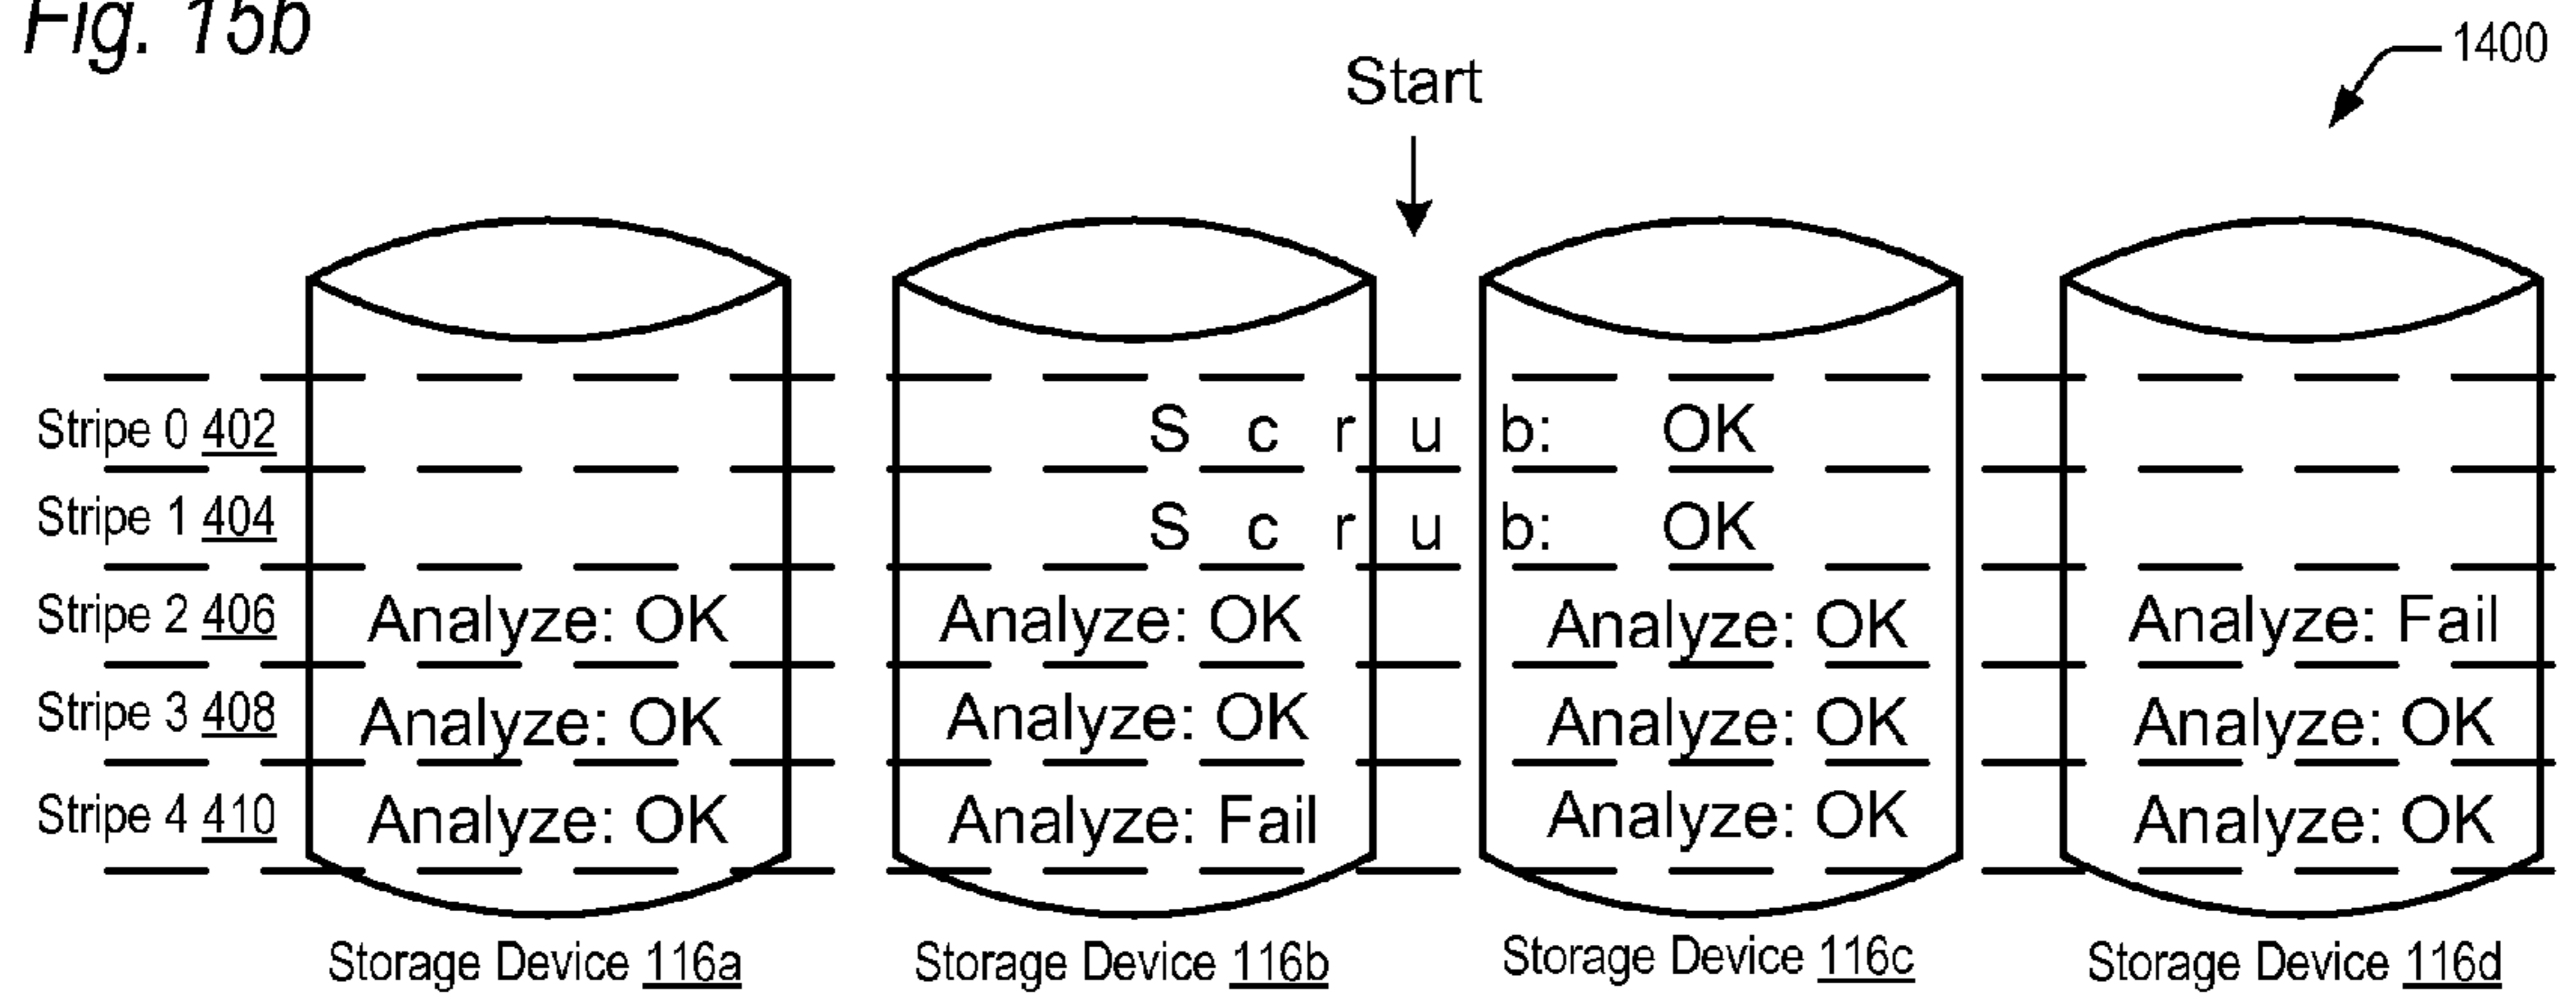 Fig. 15b
1400
Start
Stripe 0 402 S c r u b: OK
Stripe 1 404 S c r u b: OK
Stripe 2 406 Analyze: OK Analyze: OK Analyze: OK Analyze: Fail
Stripe 3 408 Analyze: OK Analyze: OK Analyze: OK Analyze: OK
Stripe 4 410 Analyze: OK Analyze: Fail Analyze: OK Analyze: OK
Storage Device 116a Storage Device 116b Storage Device 116c Storage Device 116d